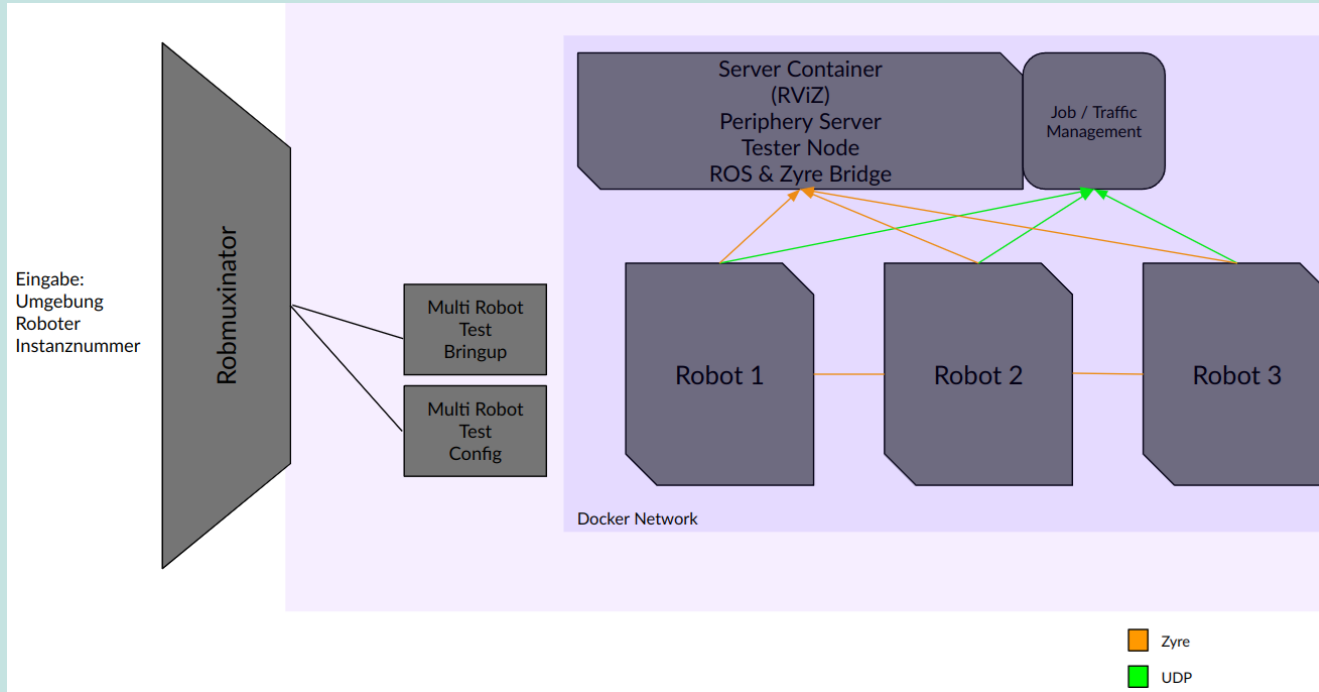 Eingabe:
Umgebung
Roboter
Instanznummer
Robmuxinator
Multi Robot
Test
Bringup
Multi Robot
Test
Config
Server Container
(RViZ)
Periphery Server
Tester Node
ROS & Zyre Bridge
Job / Traffic
Management
Robot 1
Robot 2
Robot 3
Docker Network
Zyre
UDP